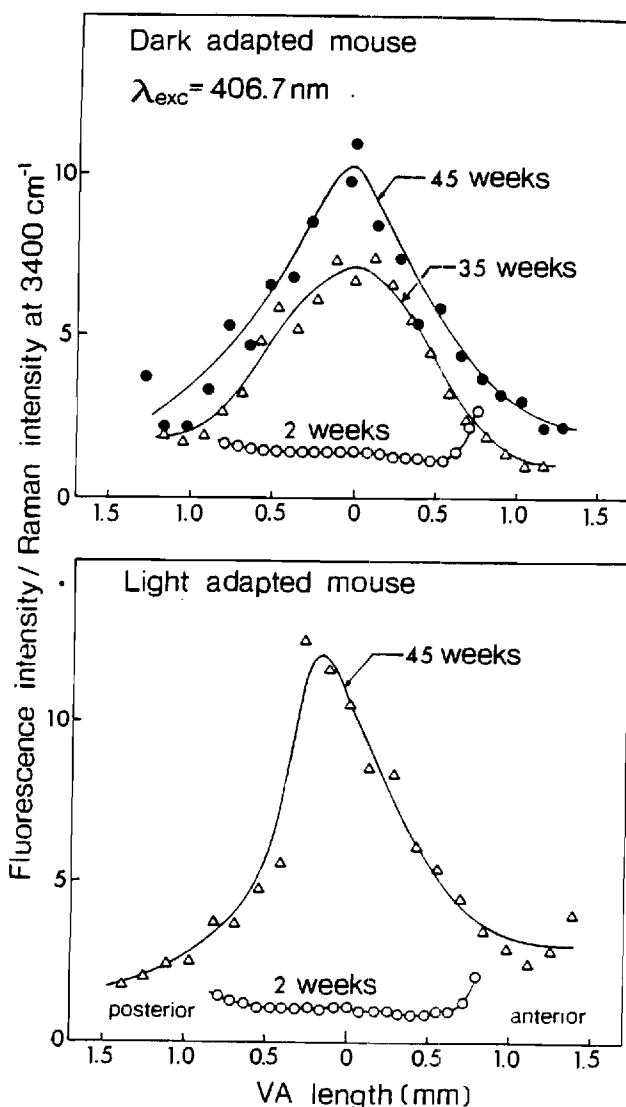 Dark adapted mouse
λexc= 406.7 nm
10
5
0
45 weeks
35 weeks
2 weeks
1.5 1.0 0.5 0 0.5 1.0 1.5
Fluorescence intensity / Raman intensity at 3400 cm⁻¹
Light adapted mouse
10
5
0
45 weeks
2 weeks
posterior anterior
1.5 1.0 0.5 0 0.5 1.0 1.5
VA length (mm)